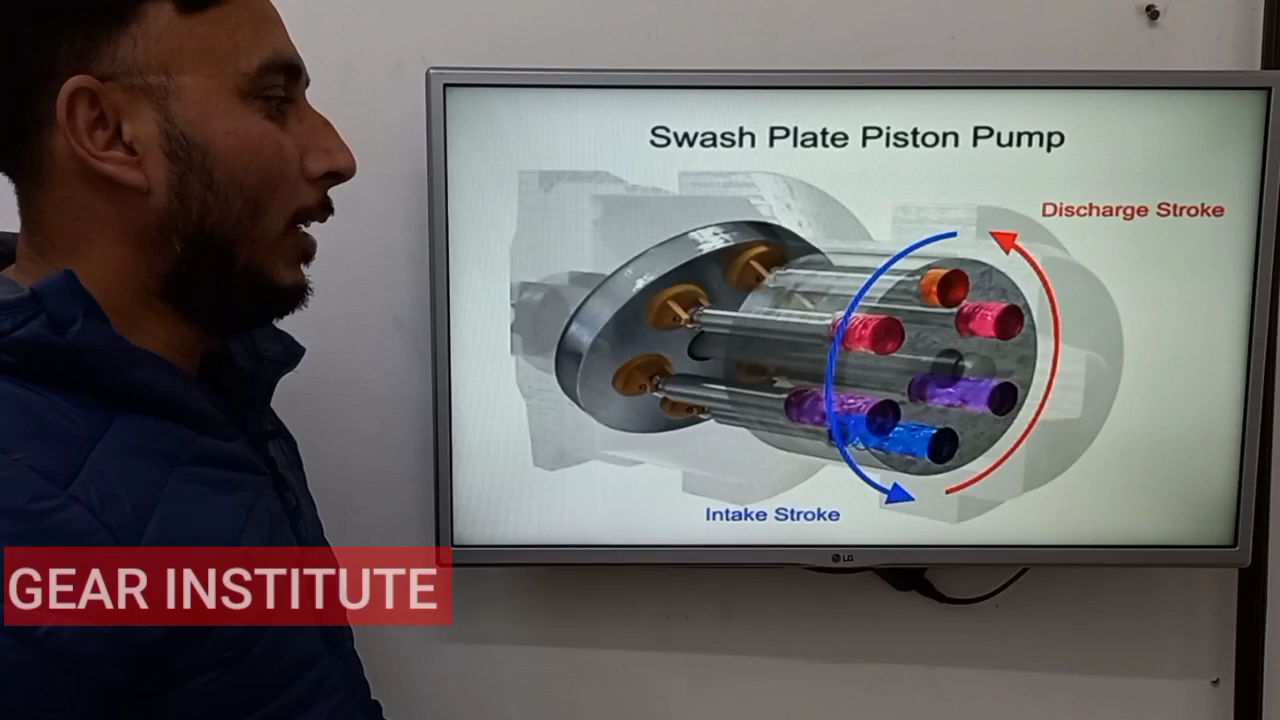 Swash Plate Piston Pump
Discharge Stroke
Intake Stroke
LG
GEAR INSTITUTE